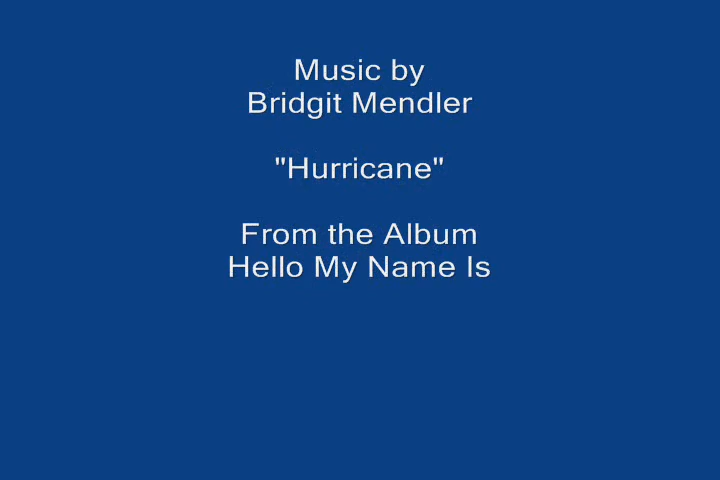 Music by
Bridgit Mendler
"Hurricane"
From the Album
Hello My Name Is